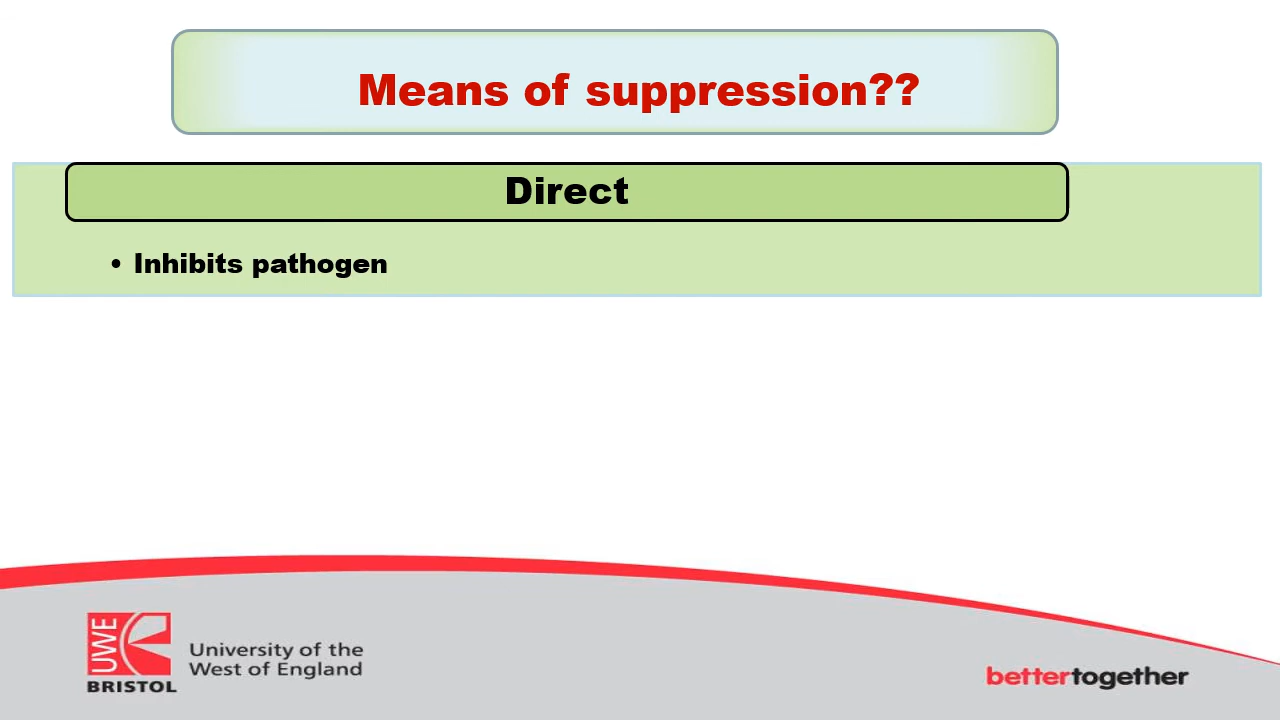 Means of suppression??
Direct
• Inhibits pathogen
UWE
BRISTOL
University of the
West of England
bettertogether